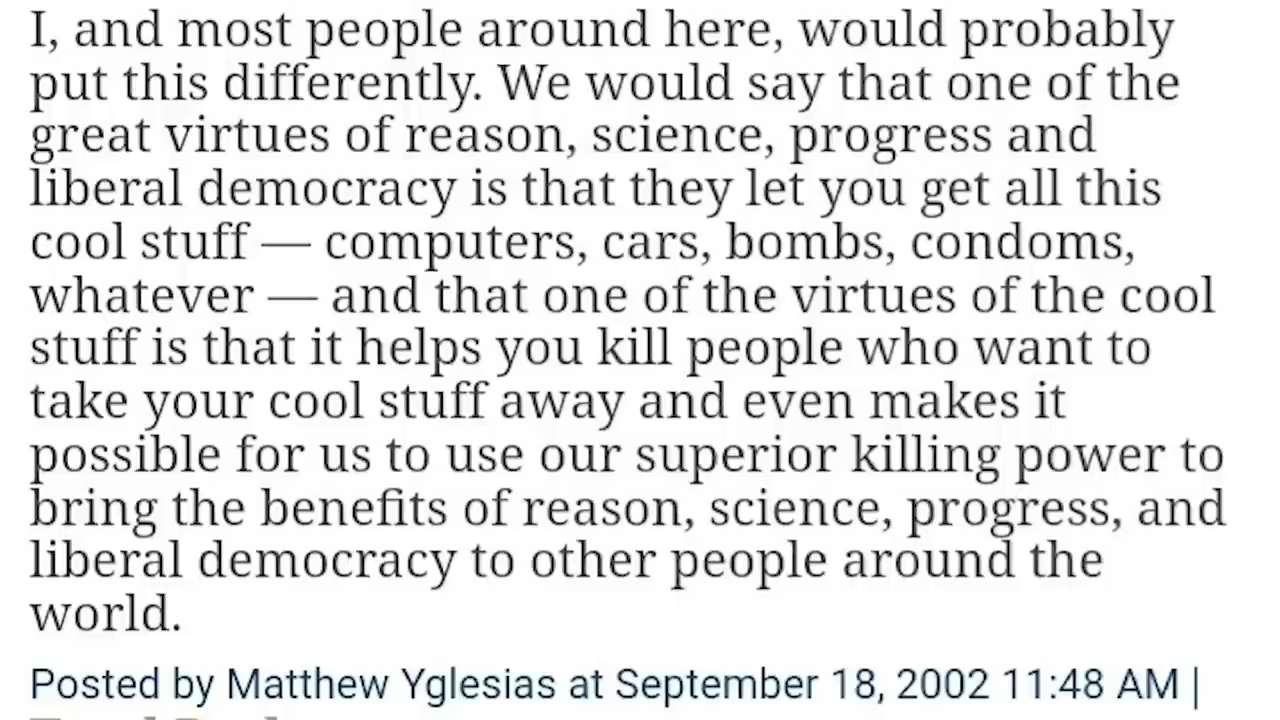 I, and most people around here, would probably
put this differently. We would say that one of the
great virtues of reason, science, progress and
liberal democracy is that they let you get all this
cool stuff — computers, cars, bombs, condoms,
whatever — and that one of the virtues of the cool
stuff is that it helps you kill people who want to
take your cool stuff away and even makes it
possible for us to use our superior killing power to
bring the benefits of reason, science, progress, and
liberal democracy to other people around the
world.
Posted by Matthew Yglesias at September 18, 2002 11:48 AM |